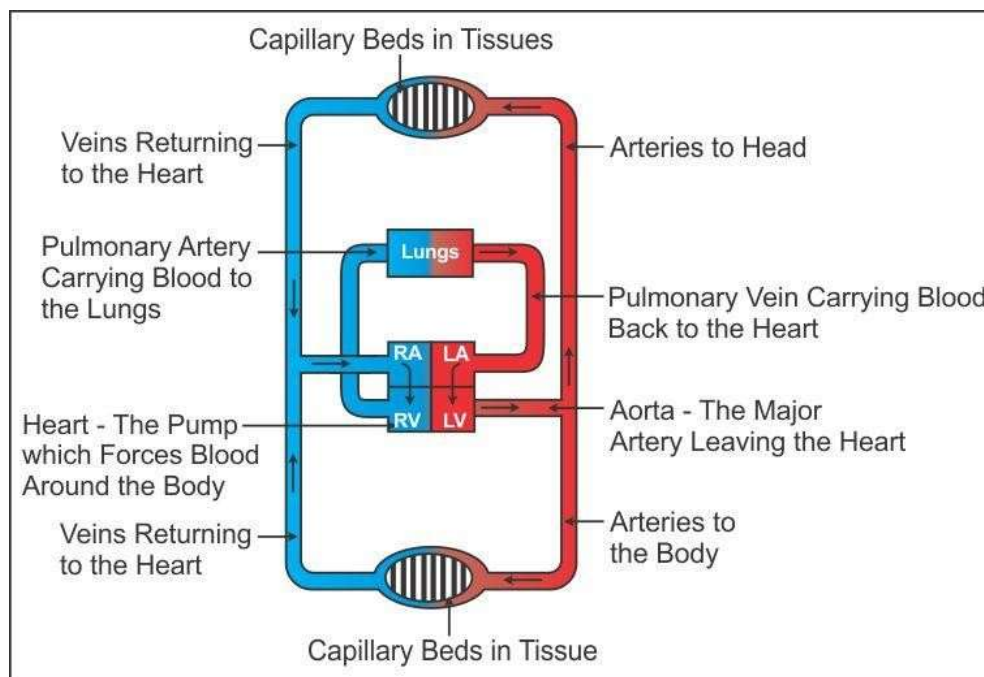 Capillary Beds in Tissues
Veins Returning
to the Heart
Arteries to Head
Pulmonary Artery
Carrying Blood to
the Lungs
Lungs
Pulmonary Vein Carrying Blood
Back to the Heart
RA LA
RV LV
Heart - The Pump
which Forces Blood
Around the Body
Aorta - The Major
Artery Leaving the Heart
Veins Returning
to the Heart
Arteries to
the Body
Capillary Beds in Tissue